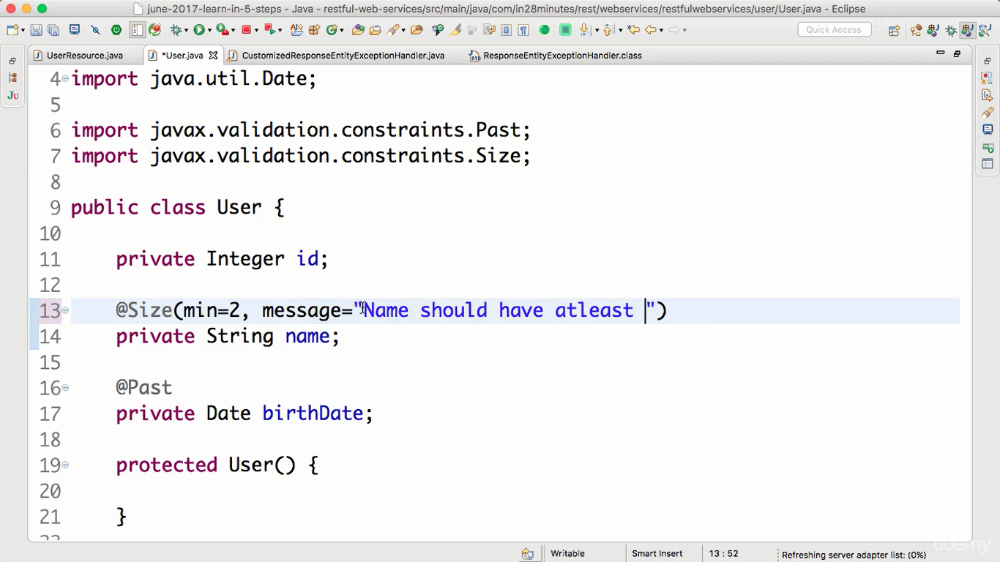 june-2017-learn-in-5-steps - Java - restful-web-services/src/main/java/com/in28minutes/rest/webservices/restfulwebservices/user/User.java - Eclipse
Quick Access
UserResource.java
*User.java
CustomizedResponseEntityExceptionHandler.java
ResponseEntityExceptionHandler.class
Ju
4 import java.util.Date;
5
6 import javax.validation.constraints.Past;
7 import javax.validation.constraints.Size;
8
9 public class User {
10
11 private Integer id;
12
13 @Size(min=2, message="Name should have atleast ")
14 private String name;
15
16 @Past
17 private Date birthDate;
18
19 protected User() {
20
21 }
Writable
Smart Insert
13 : 52
Refreshing server adapter list: (0%)
udemy